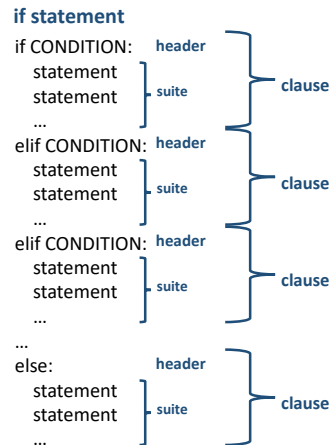 if statement
if CONDITION: header
statement
statement suite clause
…
elif CONDITION: header
statement
statement suite clause
…
elif CONDITION: header
statement
statement suite clause
…
…
else: header
statement
statement suite clause
…